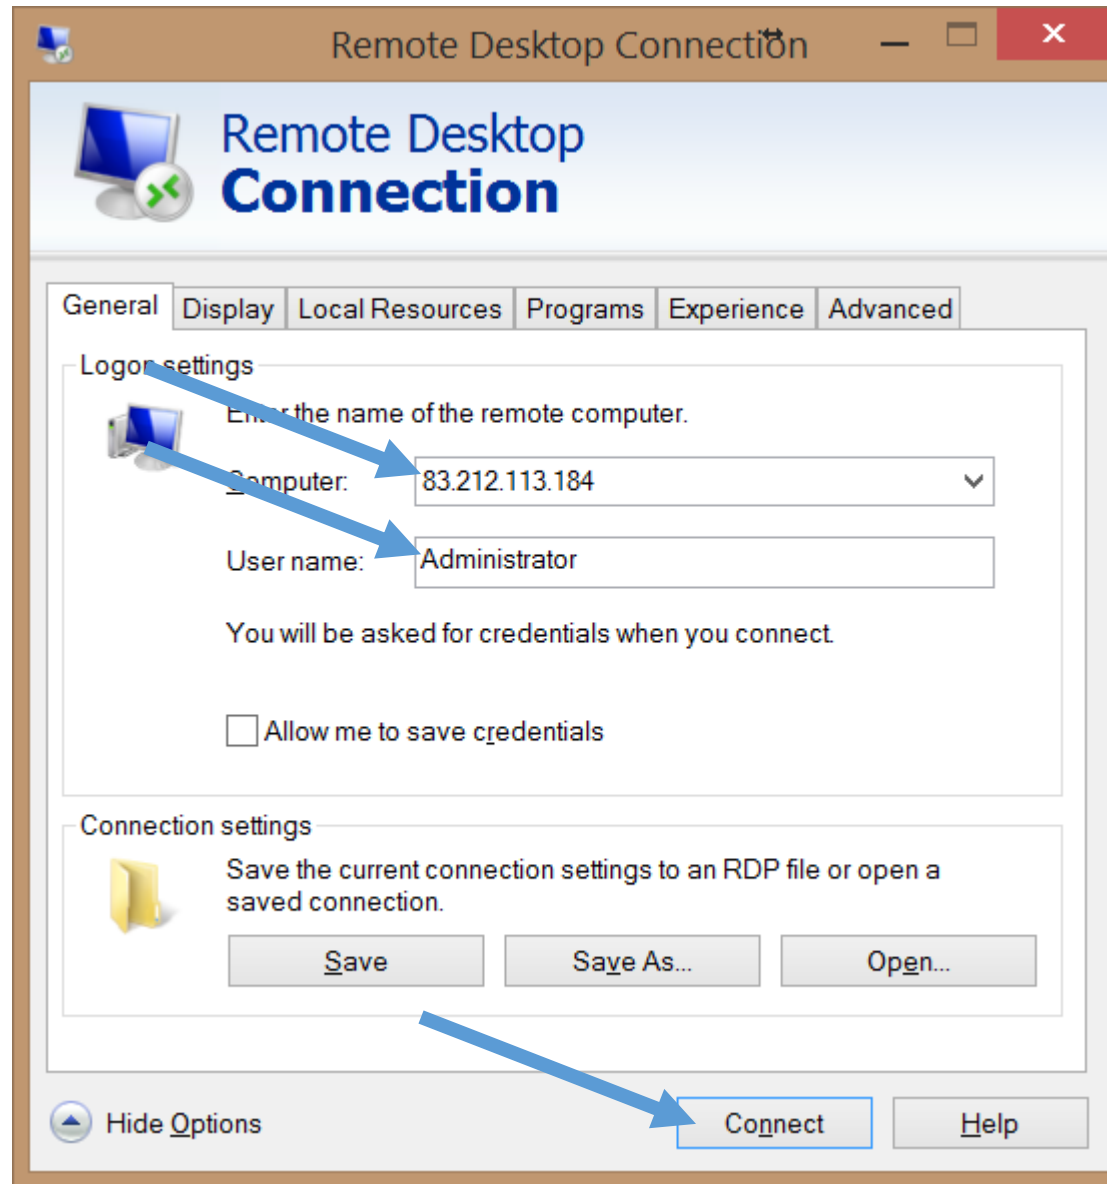 Remote Desktop Connection
Remote Desktop
Connection
General Display Local Resources Programs Experience Advanced
Logon settings
Enter the name of the remote computer.
Computer: 83.212.113.184
User name: Administrator
You will be asked for credentials when you connect.
Allow me to save credentials
Connection settings
Save the current connection settings to an RDP file or open a
saved connection.
Save Save As... Open...
Hide Options Connect Help